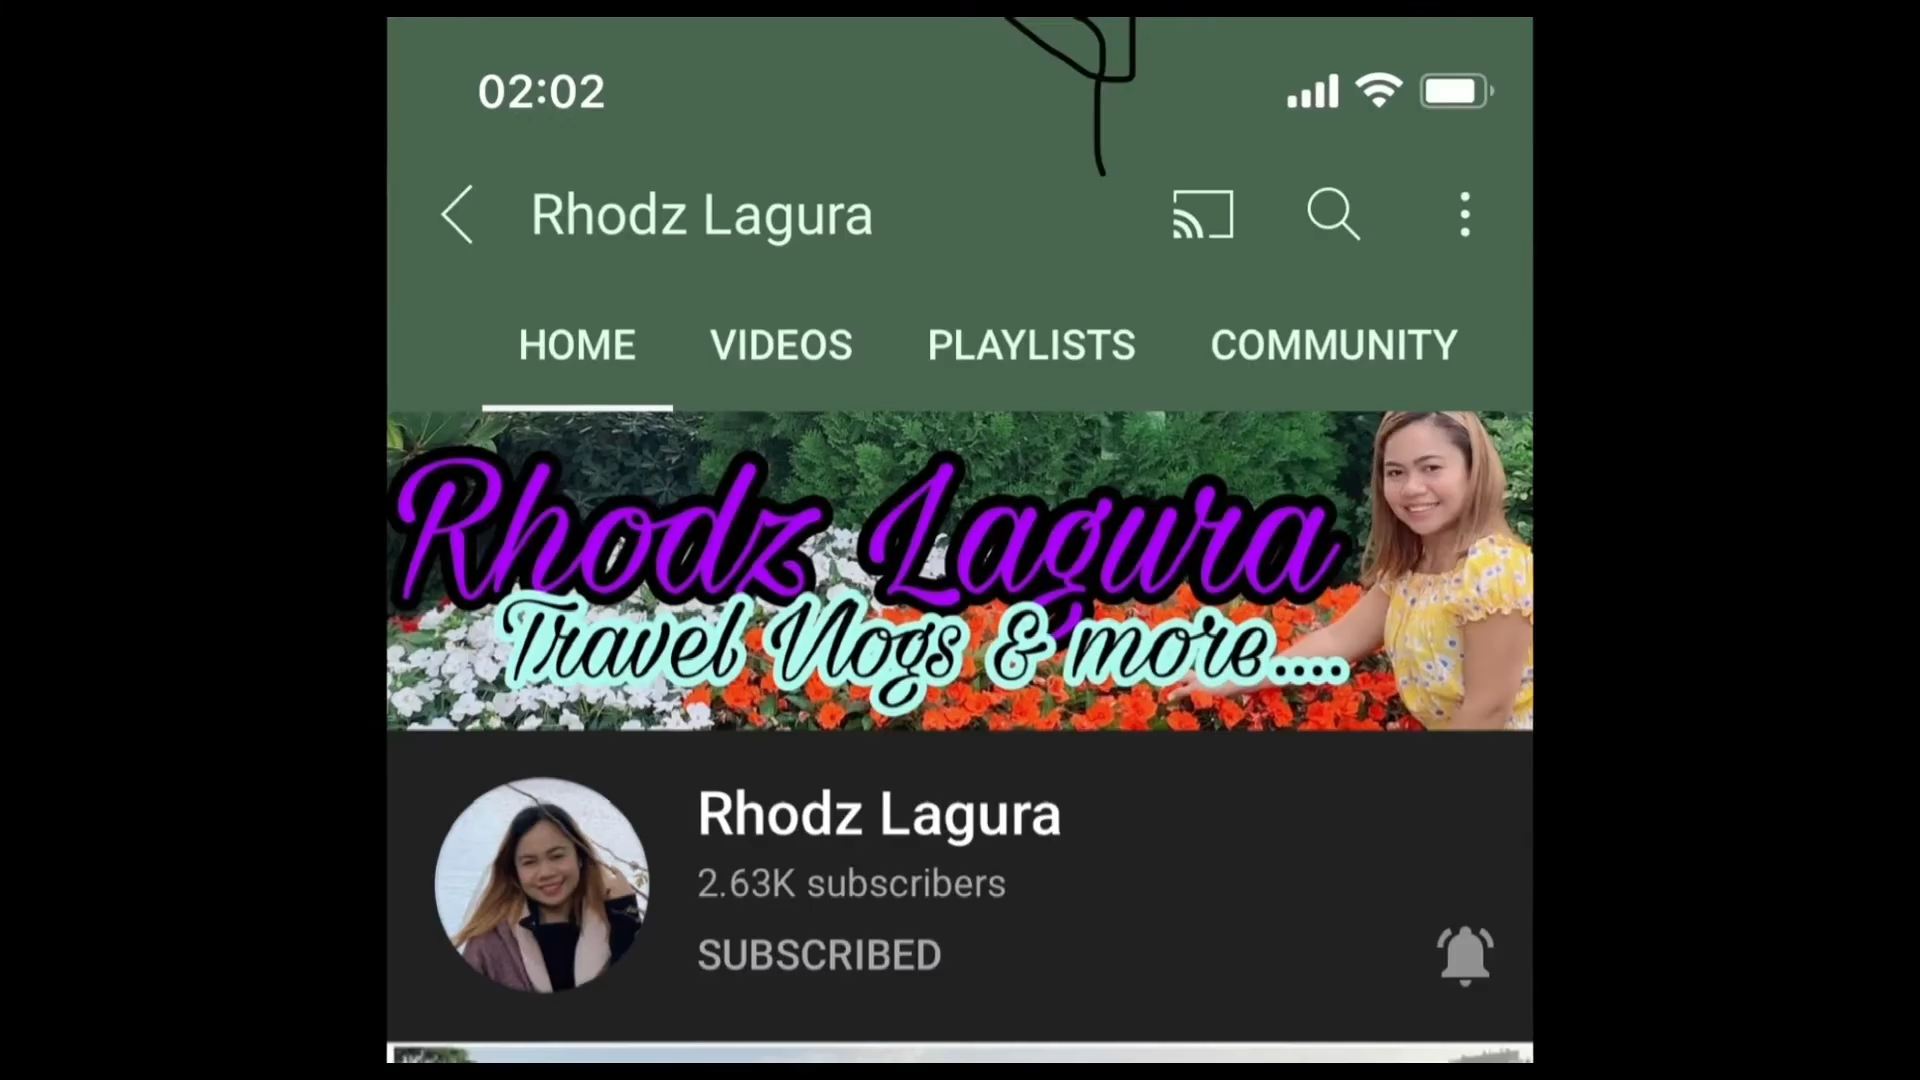 02:02
Rhodz Lagura
HOME VIDEOS PLAYLISTS COMMUNITY
Rhodz Lagura
Travel Vlogs & more....
Rhodz Lagura
2.63K subscribers
SUBSCRIBED